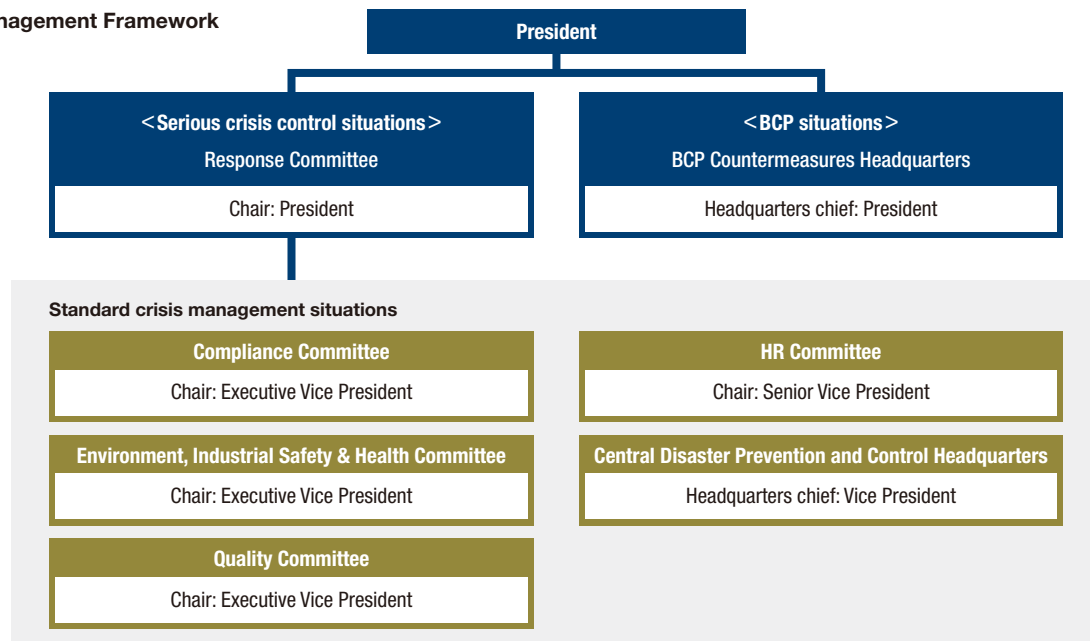 nagement Framework
President
<Serious crisis control situations>
Response Committee
Chair: President
<BCP situations>
BCP Countermeasures Headquarters
Headquarters chief: President
Standard crisis management situations
Compliance Committee
Chair: Executive Vice President
HR Committee
Chair: Senior Vice President
Environment, Industrial Safety & Health Committee
Chair: Executive Vice President
Central Disaster Prevention and Control Headquarters
Headquarters chief: Vice President
Quality Committee
Chair: Executive Vice President